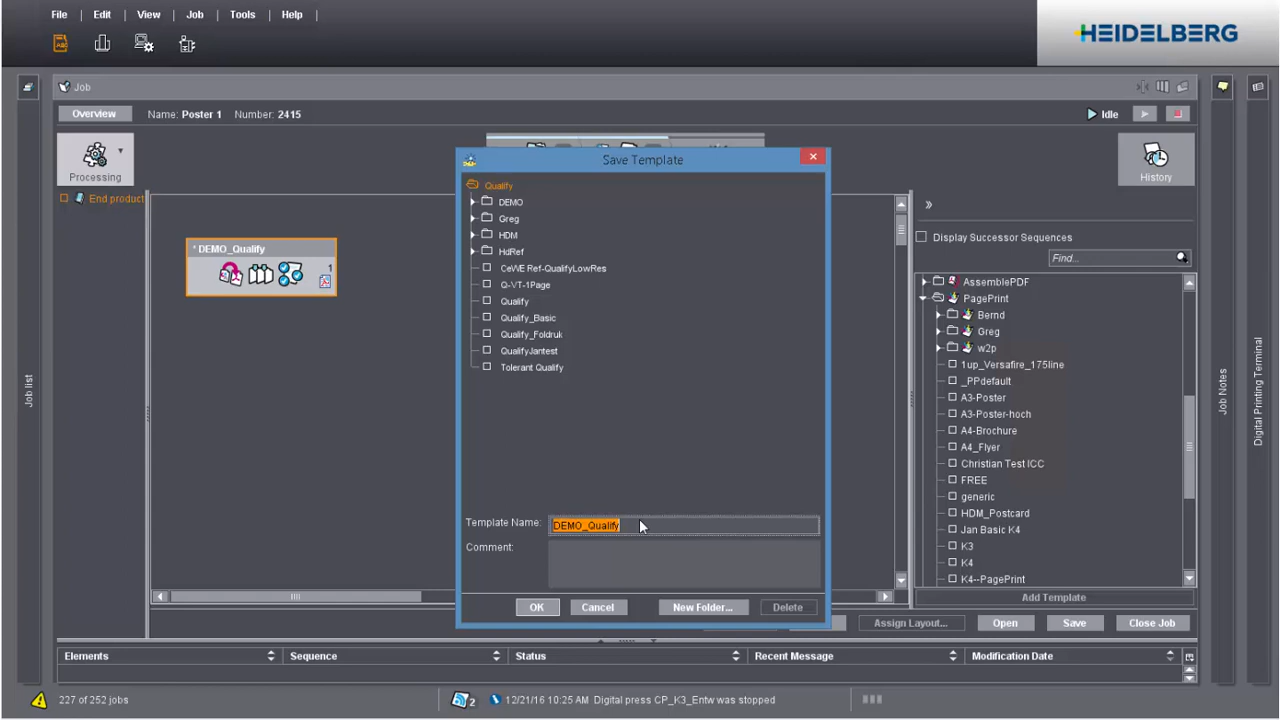 File Edit View Job Tools Help
HEIDELBERG
Job
Overview Name: Poster 1 Number: 2415
Idle
Processing
History
End product
* DEMO_Qualify
1
Save Template
Qualify
DEMO
Greg
HDM
HdRef
CeWE Ref-QualifyLowRes
Q-VT-1Page
Qualify
Qualify_Basic
Qualify_Foldruk
QualifyJantest
Tolerant Qualify
Template Name: DEMO_Qualify
Comment:
OK Cancel New Folder... Delete
»
Display Successor Sequences
Find...
AssemblePDF
PagePrint
Bernd
Greg
w2p
1up_Versafire_175line
_PPdefault
A3-Poster
A3-Poster-hoch
A4-Brochure
A4_Flyer
Christian Test ICC
FREE
generic
HDM_Postcard
Jan Basic K4
K3
K4
K4--PagePrint
Add Template
Assign Layout... Open Save Close Job
Elements Sequence Status Recent Message Modification Date
227 of 252 jobs
2
12/21/16 10:25 AM Digital press CP_K3_Entw was stopped
Job list
Job Notes
Digital Printing Terminal